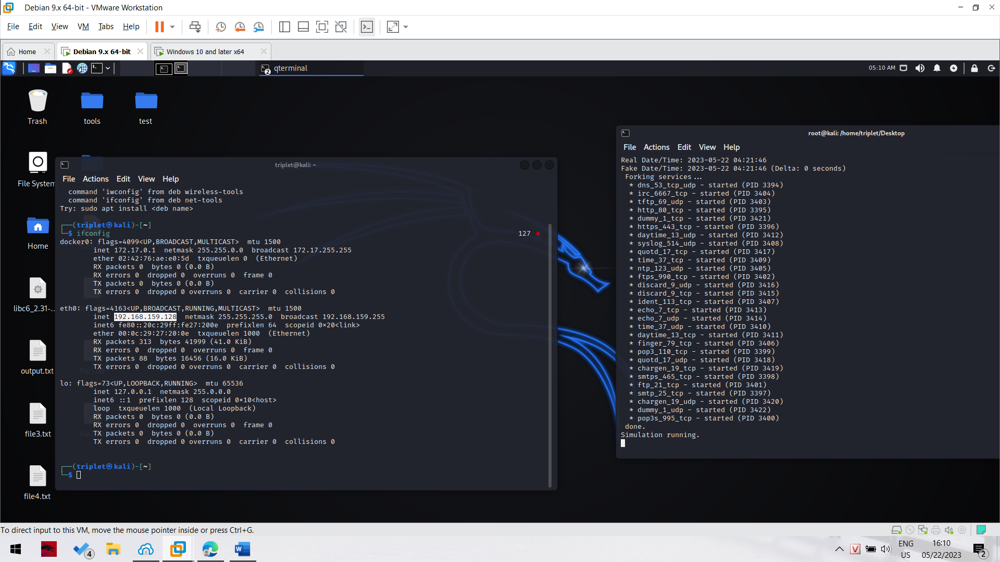 Debian 9.x 64-bit - VMware Workstation
File Edit View VM Tabs Help
Home
Debian 9.x 64-bit
Windows 10 and later x64
qterminal
2
05:10 AM
Trash
tools
test
File System
Home
libc6_2.31-...
output.txt
file3.txt
file4.txt
triplet@kali: ~
File Actions Edit View Help
command 'iwconfig' from deb wireless-tools
command 'ifconfig' from deb net-tools
Try: sudo apt install <deb name>
┌──(triplet㉿kali)-[~]
└─$ ifconfig
127 ⨯
docker0: flags=4099<UP,BROADCAST,MULTICAST>  mtu 1500
inet 172.17.0.1  netmask 255.255.0.0  broadcast 172.17.255.255
ether 02:42:76:ae:e0:5d  txqueuelen 0  (Ethernet)
RX packets 0  bytes 0 (0.0 B)
RX errors 0  dropped 0  overruns 0  frame 0
TX packets 0  bytes 0 (0.0 B)
TX errors 0  dropped 0 overruns 0  carrier 0  collisions 0
eth0: flags=4163<UP,BROADCAST,RUNNING,MULTICAST>  mtu 1500
inet 192.168.159.128  netmask 255.255.255.0  broadcast 192.168.159.255
inet6 fe80::20c:29ff:fe27:200e  prefixlen 64  scopeid 0×20<link>
ether 00:0c:29:27:20:0e  txqueuelen 1000  (Ethernet)
RX packets 313  bytes 41999 (41.0 KiB)
RX errors 0  dropped 0  overruns 0  frame 0
TX packets 88  bytes 16456 (16.0 KiB)
TX errors 0  dropped 0 overruns 0  carrier 0  collisions 0
lo: flags=73<UP,LOOPBACK,RUNNING>  mtu 65536
inet 127.0.0.1  netmask 255.0.0.0
inet6 ::1  prefixlen 128  scopeid 0×10<host>
loop  txqueuelen 1000  (Local Loopback)
RX packets 0  bytes 0 (0.0 B)
RX errors 0  dropped 0  overruns 0  frame 0
TX packets 0  bytes 0 (0.0 B)
TX errors 0  dropped 0 overruns 0  carrier 0  collisions 0
┌──(triplet㉿kali)-[~]
└─$
root@kali: /home/triplet/Desktop
File Actions Edit View Help
Real Date/Time: 2023-05-22 04:21:46
Fake Date/Time: 2023-05-22 04:21:46 (Delta: 0 seconds)
Forking services...
* dns_53_tcp_udp - started (PID 3394)
* irc_6667_tcp - started (PID 3404)
* tftp_69_udp - started (PID 3403)
* http_80_tcp - started (PID 3395)
* dummy_1_tcp - started (PID 3421)
* https_443_tcp - started (PID 3396)
* daytime_13_udp - started (PID 3412)
* syslog_514_udp - started (PID 3408)
* quotd_17_tcp - started (PID 3417)
* time_37_tcp - started (PID 3409)
* ntp_123_udp - started (PID 3405)
* ftps_990_tcp - started (PID 3402)
* discard_9_udp - started (PID 3416)
* discard_9_tcp - started (PID 3415)
* ident_113_tcp - started (PID 3407)
* echo_7_tcp - started (PID 3413)
* echo_7_udp - started (PID 3414)
* time_37_udp - started (PID 3410)
* daytime_13_tcp - started (PID 3411)
* finger_79_tcp - started (PID 3406)
* pop3_110_tcp - started (PID 3399)
* quotd_17_udp - started (PID 3418)
* chargen_19_tcp - started (PID 3419)
* smtps_465_tcp - started (PID 3398)
* ftp_21_tcp - started (PID 3401)
* smtp_25_tcp - started (PID 3397)
* chargen_19_udp - started (PID 3420)
* dummy_1_udp - started (PID 3422)
* pop3s_995_tcp - started (PID 3400)
done.
Simulation running.
To direct input to this VM, move the mouse pointer inside or press Ctrl+G.
4
W
V
ENG
US
16:10
05/22/2023
2